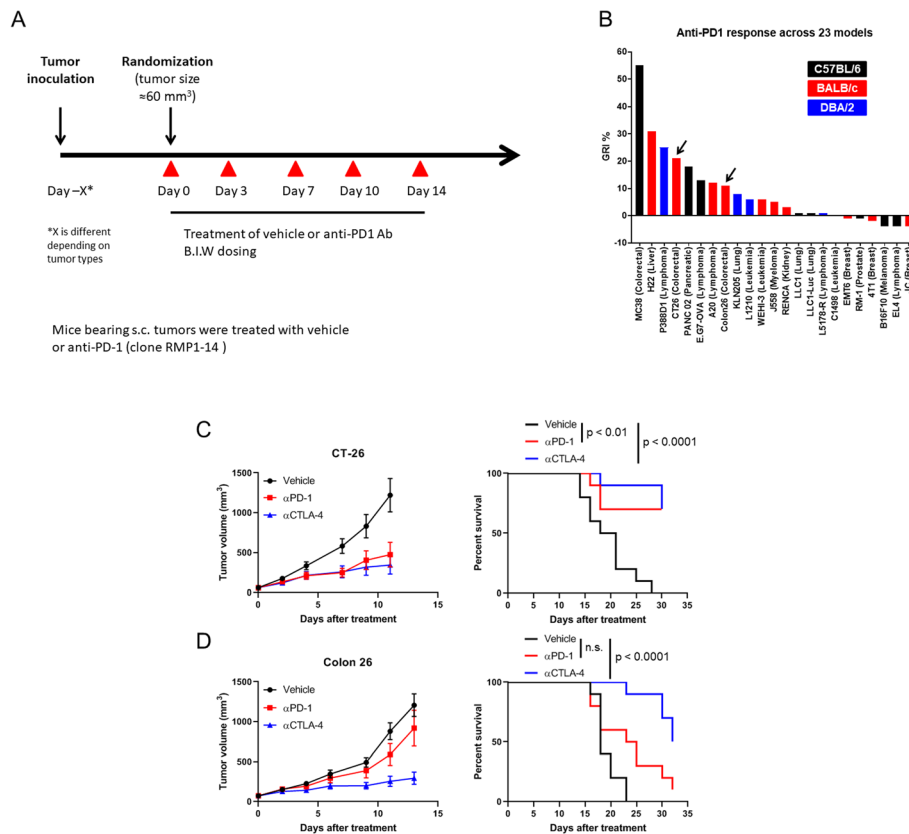 A
Tumor
inoculation
Randomization
(tumor size
≈60 mm³)
Day –X*
Day 0
Day 3
Day 7
Day 10
Day 14
*X is different
depending on
tumor types
Treatment of vehicle or anti-PD1 Ab
B.I.W dosing
Mice bearing s.c. tumors were treated with vehicle
or anti-PD-1 (clone RMP1-14 )
B
Anti-PD1 response across 23 models
C57BL/6
BALB/c
DBA/2
GRI %
60
50
40
30
20
10
0
-10
MC38 (Colorectal)
H22 (Liver)
P388D1 (Lymphoma)
CT26 (Colorectal)
PANC 02 (Pancreatic)
E.G7-OVA (Lymphoma)
A20 (Lymphoma)
Colon26 (Colorectal)
KLN205 (Lung)
L1210 (Leukemia)
WEHI-3 (Leukemia)
J558 (Myeloma)
RENCA (Kidney)
LLC1 (Lung)
LLC1-Luc (Lung)
L5178-R (Lymphoma)
C1498 (Leukemia)
EMT6 (Breast)
RM-1 (Prostate)
4T1 (Breast)
B16F10 (Melanoma)
EL4 (Lymphoma)
C
CT-26
Vehicle
αPD-1
αCTLA-4
Tumor volume (mm³)
1500
1000
500
0
0 5 10 15
Days after treatment
Vehicle
αPD-1
αCTLA-4
p < 0.01
p < 0.0001
Percent survival
100
50
0
0 5 10 15 20 25 30 35
Days after treatment
D
Colon 26
Vehicle
αPD-1
αCTLA-4
Tumor volume (mm³)
1500
1000
500
0
0 5 10 15
Days after treatment
Vehicle
αPD-1
αCTLA-4
n.s.
p < 0.0001
Percent survival
100
50
0
0 5 10 15 20 25 30 35
Days after treatment